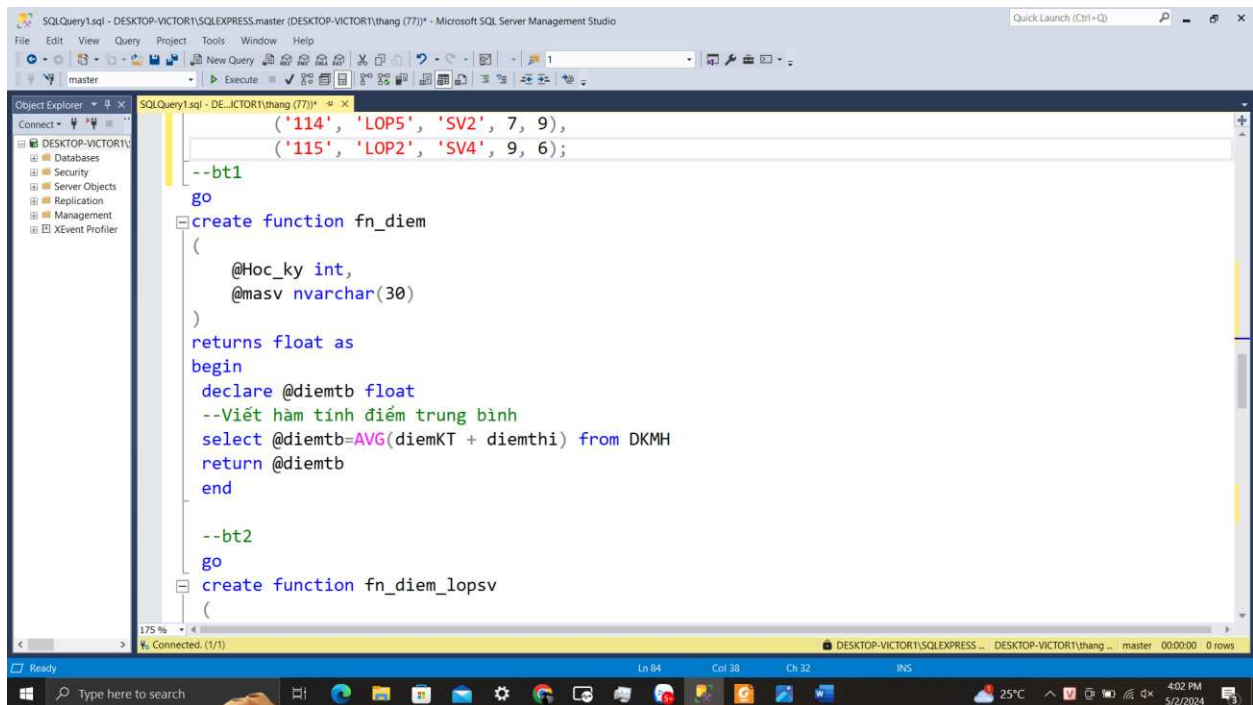 SQLQuery1.sql - DESKTOP-VICTOR1\SQLEXPRESS.master (DESKTOP-VICTOR1\thang (77))* - Microsoft SQL Server Management Studio
Quick Launch (Ctrl+Q)
File Edit View Query Project Tools Window Help
New Query
1
master
Execute
Object Explorer
SQLQuery1.sql - DE...ICTOR1\thang (77))*
Connect
DESKTOP-VICTOR1\
Databases
Security
Server Objects
Replication
Management
XEvent Profiler
('114', 'LOP5', 'SV2', 7, 9),
('115', 'LOP2', 'SV4', 9, 6);
--bt1
go
create function fn_diem
(
@Hoc_ky int,
@masv nvarchar(30)
)
returns float as
begin
declare @diemtb float
--Viết hàm tính điểm trung bình
select @diemtb=AVG(diemKT + diemthi) from DKMH
return @diemtb
end
--bt2
go
create function fn_diem_lopsv
(
175 %
Connected. (1/1)
DESKTOP-VICTOR1\SQLEXPRESS ...
DESKTOP-VICTOR1\thang ...
master
00:00:00
0 rows
Ready
Ln 84
Col 38
Ch 32
INS
Type here to search
25°C
4:02 PM
5/2/2024